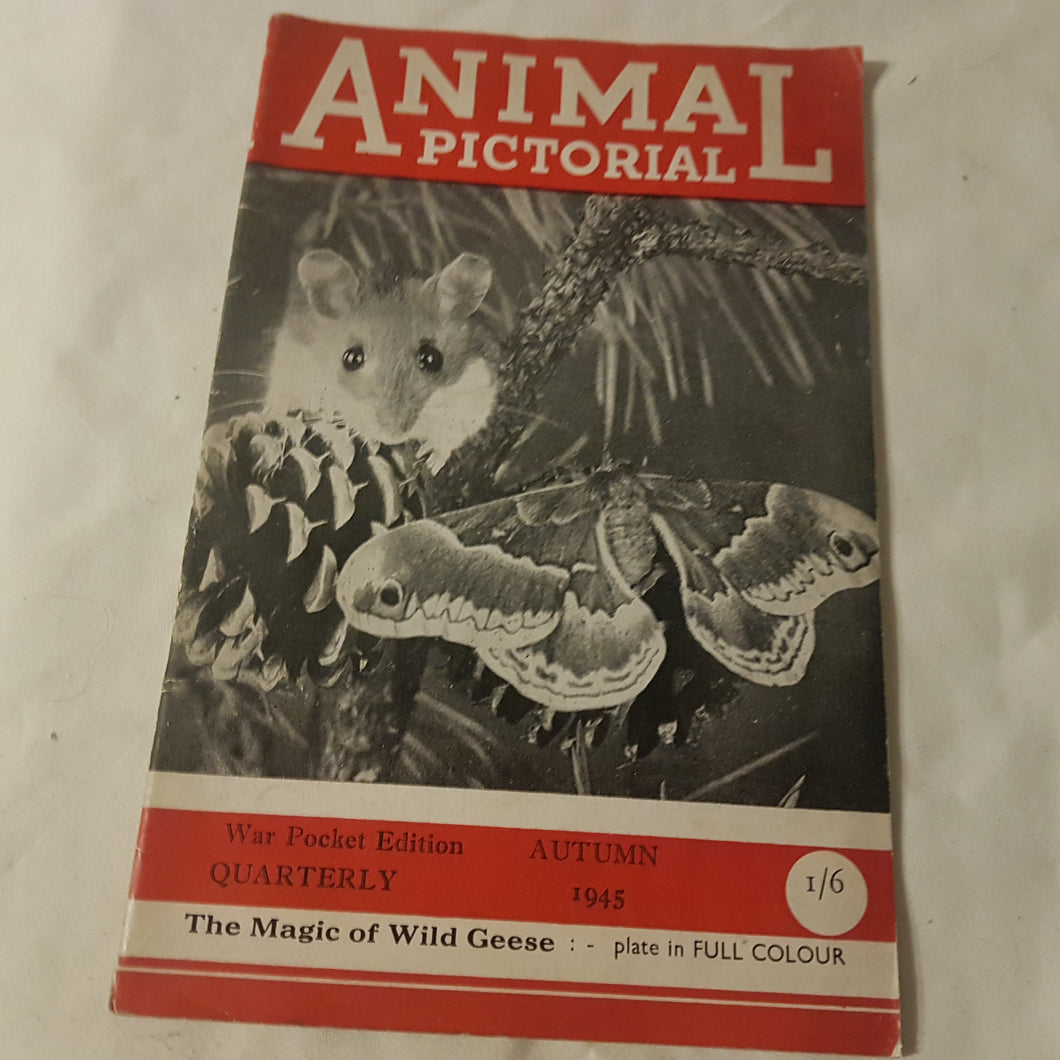 ANIMAL
PICTORIAL
War Pocket Edition AUTUMN
QUARTERLY 1945 1/6
The Magic of Wild Geese : - plate in FULL COLOUR